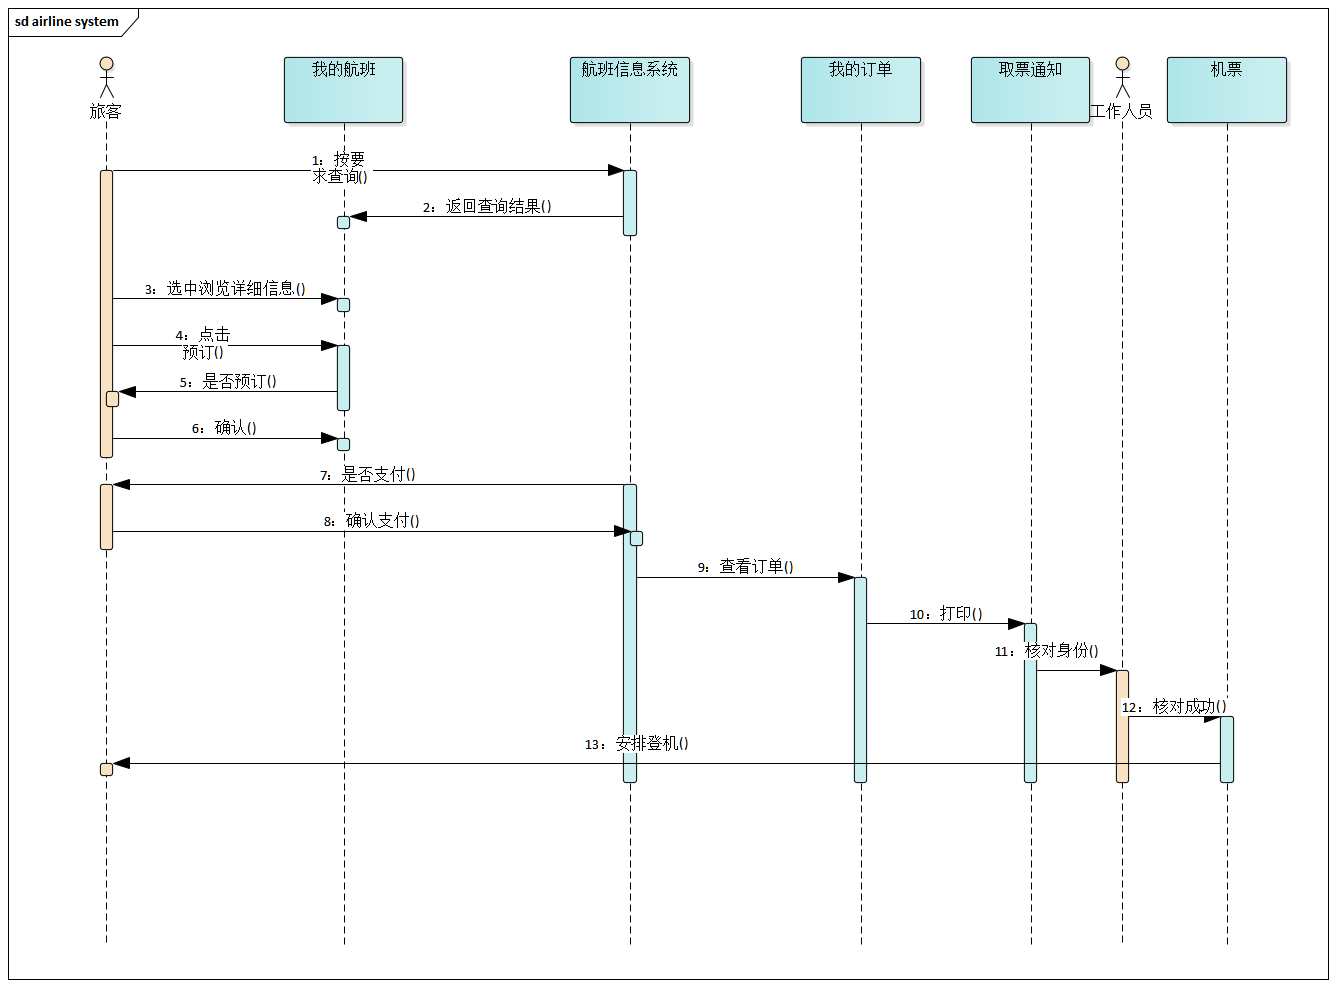 sd airline system
旅客
我的航班
航班信息系统
我的订单
取票通知
工作人员
机票
1：按要
求查询()
2：返回查询结果()
3：选中浏览详细信息()
4：点击
预订()
5：是否预订()
6：确认()
7：是否支付()
8：确认支付()
9：查看订单()
10：打印()
11：核对身份()
12：核对成功()
13：安排登机()